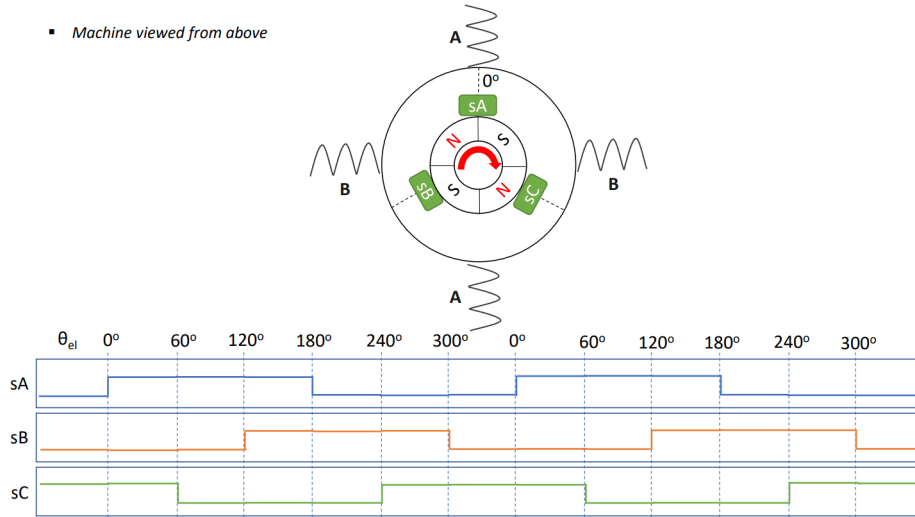 ▪ Machine viewed from above
A
0º
sA
N S
B sB S N sC B
A
θel 0º 60º 120º 180º 240º 300º 0º 60º 120º 180º 240º 300º
sA
sB
sC